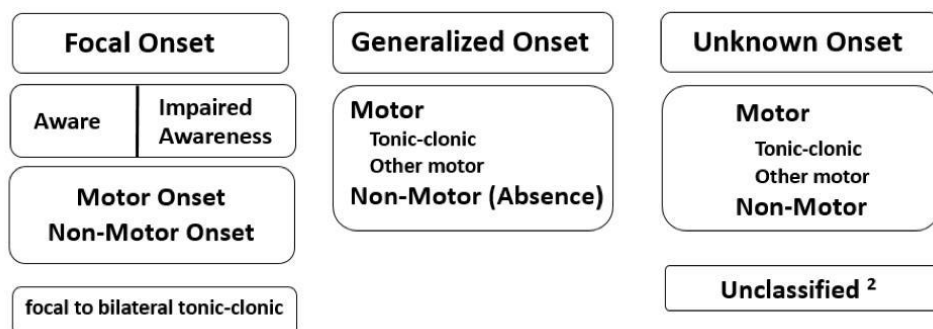 Focal Onset
Aware
Impaired
Awareness
Motor Onset
Non-Motor Onset
focal to bilateral tonic-clonic
Generalized Onset
Motor
Tonic-clonic
Other motor
Non-Motor (Absence)
Unknown Onset
Motor
Tonic-clonic
Other motor
Non-Motor
Unclassified ²